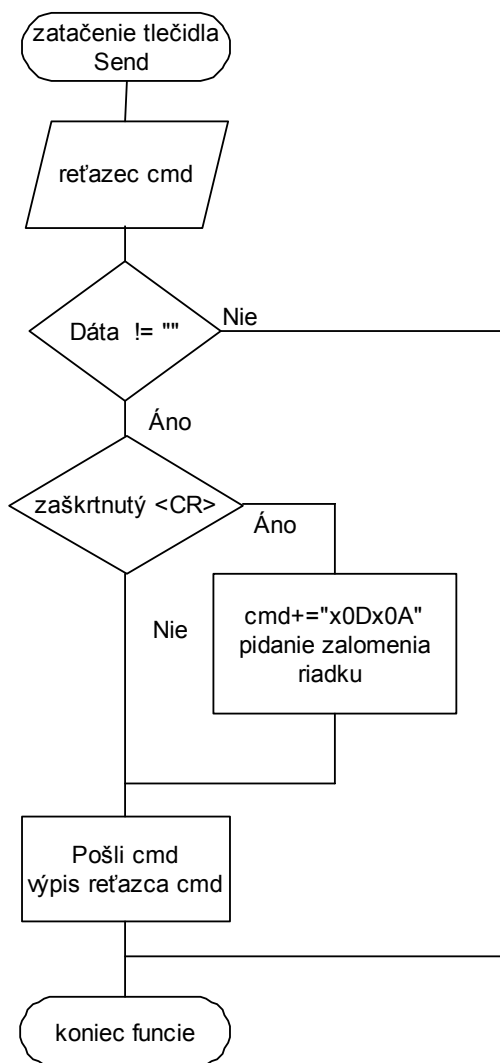 zatačenie tlečidla
Send
reťazec cmd
Dáta != ""
Nie
Áno
zaškrtnutý <CR>
Áno
Nie
cmd+="x0Dx0A"
pidanie zalomenia
riadku
Pošli cmd
výpis reťazca cmd
koniec funcie